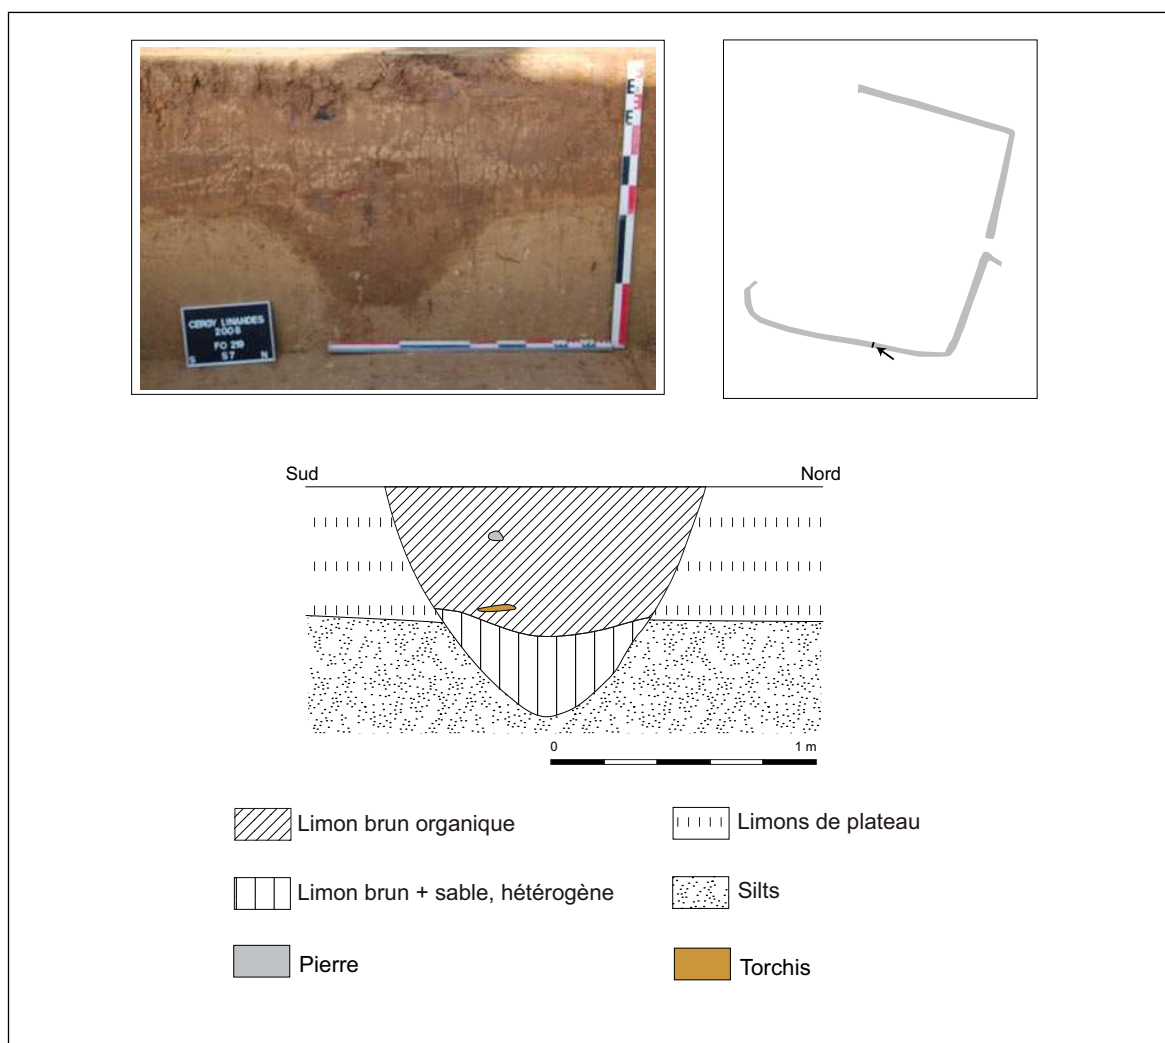 CERGY LINANDES
2008
FO 219
S7
S N
Sud
Nord
0
1 m
Limon brun organique
Limons de plateau
Limon brun + sable, hétérogène
Silts
Pierre
Torchis